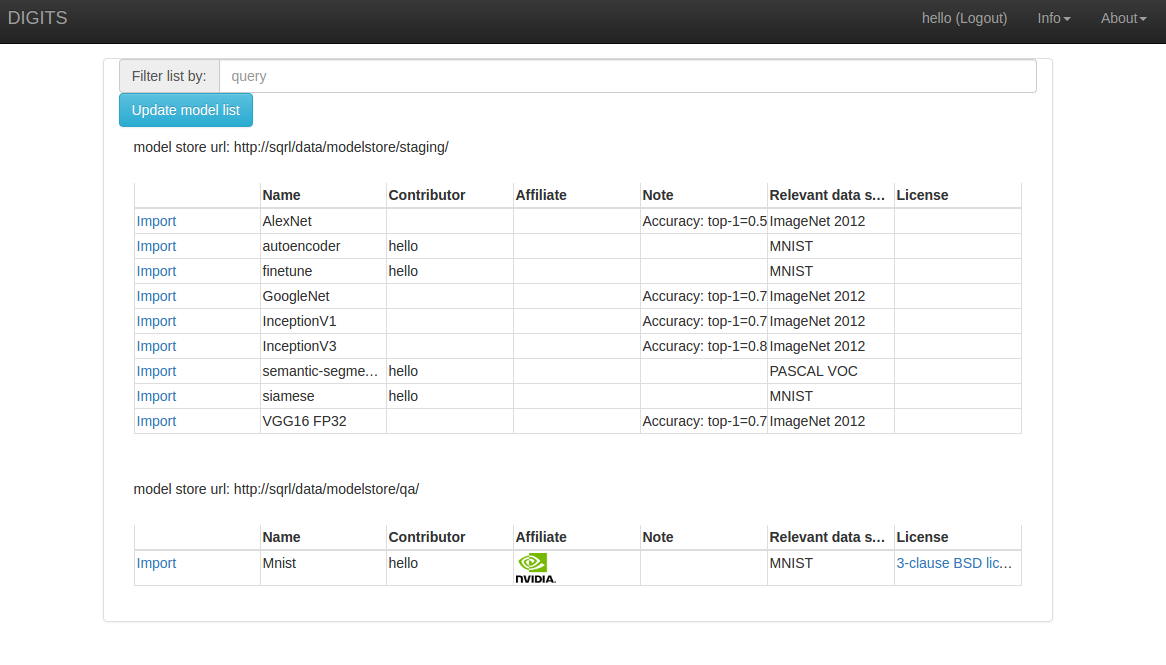 DIGITS hello (Logout) Info About
Filter list by: query
Update model list
model store url: http://sqrl/data/modelstore/staging/
Name Contributor Affiliate Note Relevant data s... License
Import AlexNet Accuracy: top-1=0.5 ImageNet 2012
Import autoencoder hello MNIST
Import finetune hello MNIST
Import GoogleNet Accuracy: top-1=0.7 ImageNet 2012
Import InceptionV1 Accuracy: top-1=0.7 ImageNet 2012
Import InceptionV3 Accuracy: top-1=0.8 ImageNet 2012
Import semantic-segme... hello PASCAL VOC
Import siamese hello MNIST
Import VGG16 FP32 Accuracy: top-1=0.7 ImageNet 2012
model store url: http://sqrl/data/modelstore/qa/
Name Contributor Affiliate Note Relevant data s... License
Import Mnist hello NVIDIA. MNIST 3-clause BSD lic...